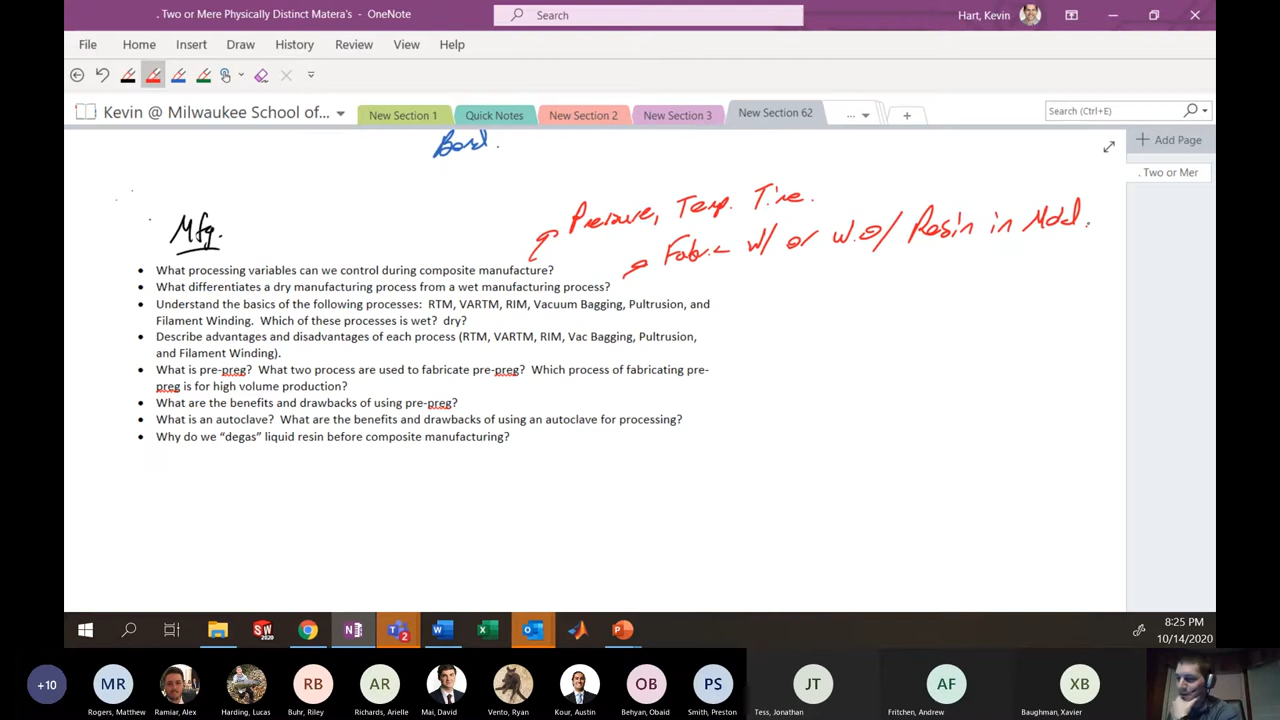 . Two or Mere Physically Distinct Matera's - OneNote
Search
Hart, Kevin
File Home Insert Draw History Review View Help
Kevin @ Milwaukee School of...
New Section 1
Quick Notes
New Section 2
New Section 3
New Section 62
...
Search (Ctrl+E)
Add Page
. Two or Mer
Mfg.
Pressure, Temp. Time.
Fabric w/ or w.o/ Resin in Mold.
• What processing variables can we control during composite manufacture?
• What differentiates a dry manufacturing process from a wet manufacturing process?
• Understand the basics of the following processes: RTM, VARTM, RIM, Vacuum Bagging, Pultrusion, and
Filament Winding. Which of these processes is wet? dry?
• Describe advantages and disadvantages of each process (RTM, VARTM, RIM, Vac Bagging, Pultrusion,
and Filament Winding).
• What is pre-preg? What two process are used to fabricate pre-preg? Which process of fabricating pre-
preg is for high volume production?
• What are the benefits and drawbacks of using pre-preg?
• What is an autoclave? What are the benefits and drawbacks of using an autoclave for processing?
• Why do we “degas” liquid resin before composite manufacturing?
SW
2020
2
8:25 PM
10/14/2020
+10
MR
RB
AR
OB
PS
JT
AF
XB
Rogers, Matthew
Ramiar, Alex
Harding, Lucas
Buhr, Riley
Richards, Arielle
Mai, David
Vento, Ryan
Kour, Austin
Behyan, Obaid
Smith, Preston
Tess, Jonathan
Fritchen, Andrew
Baughman, Xavier